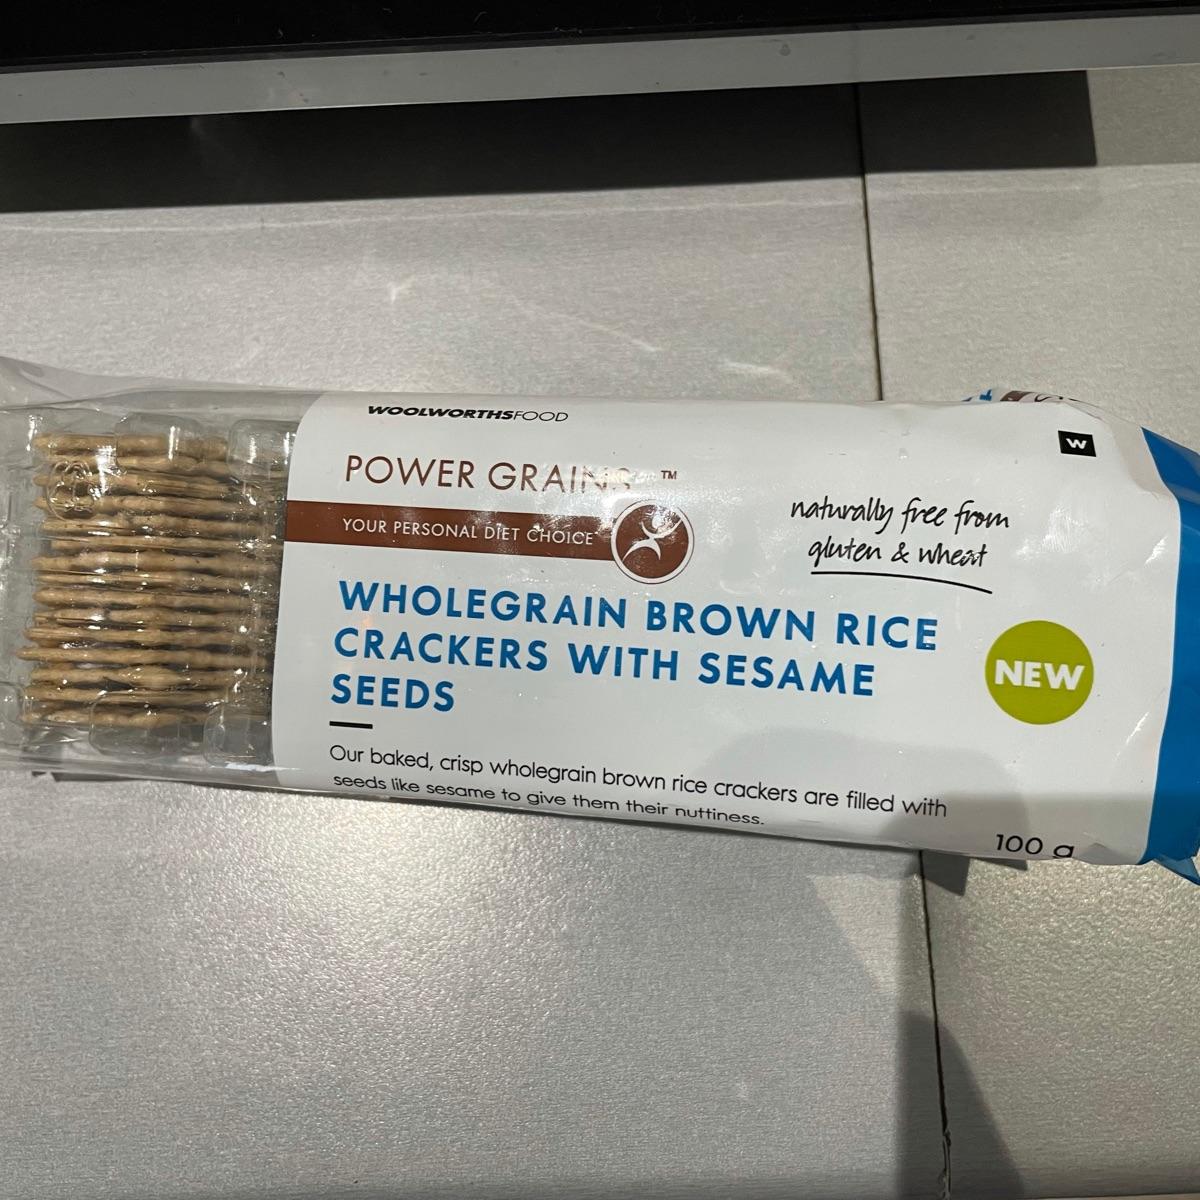 WOOLWORTHSFOOD
W
POWER GRAINS™
YOUR PERSONAL DIET CHOICE
naturally free from
gluten & wheat
WHOLEGRAIN BROWN RICE
CRACKERS WITH SESAME
SEEDS
NEW
Our baked, crisp wholegrain brown rice crackers are filled with
seeds like sesame to give them their nuttiness.
100 g